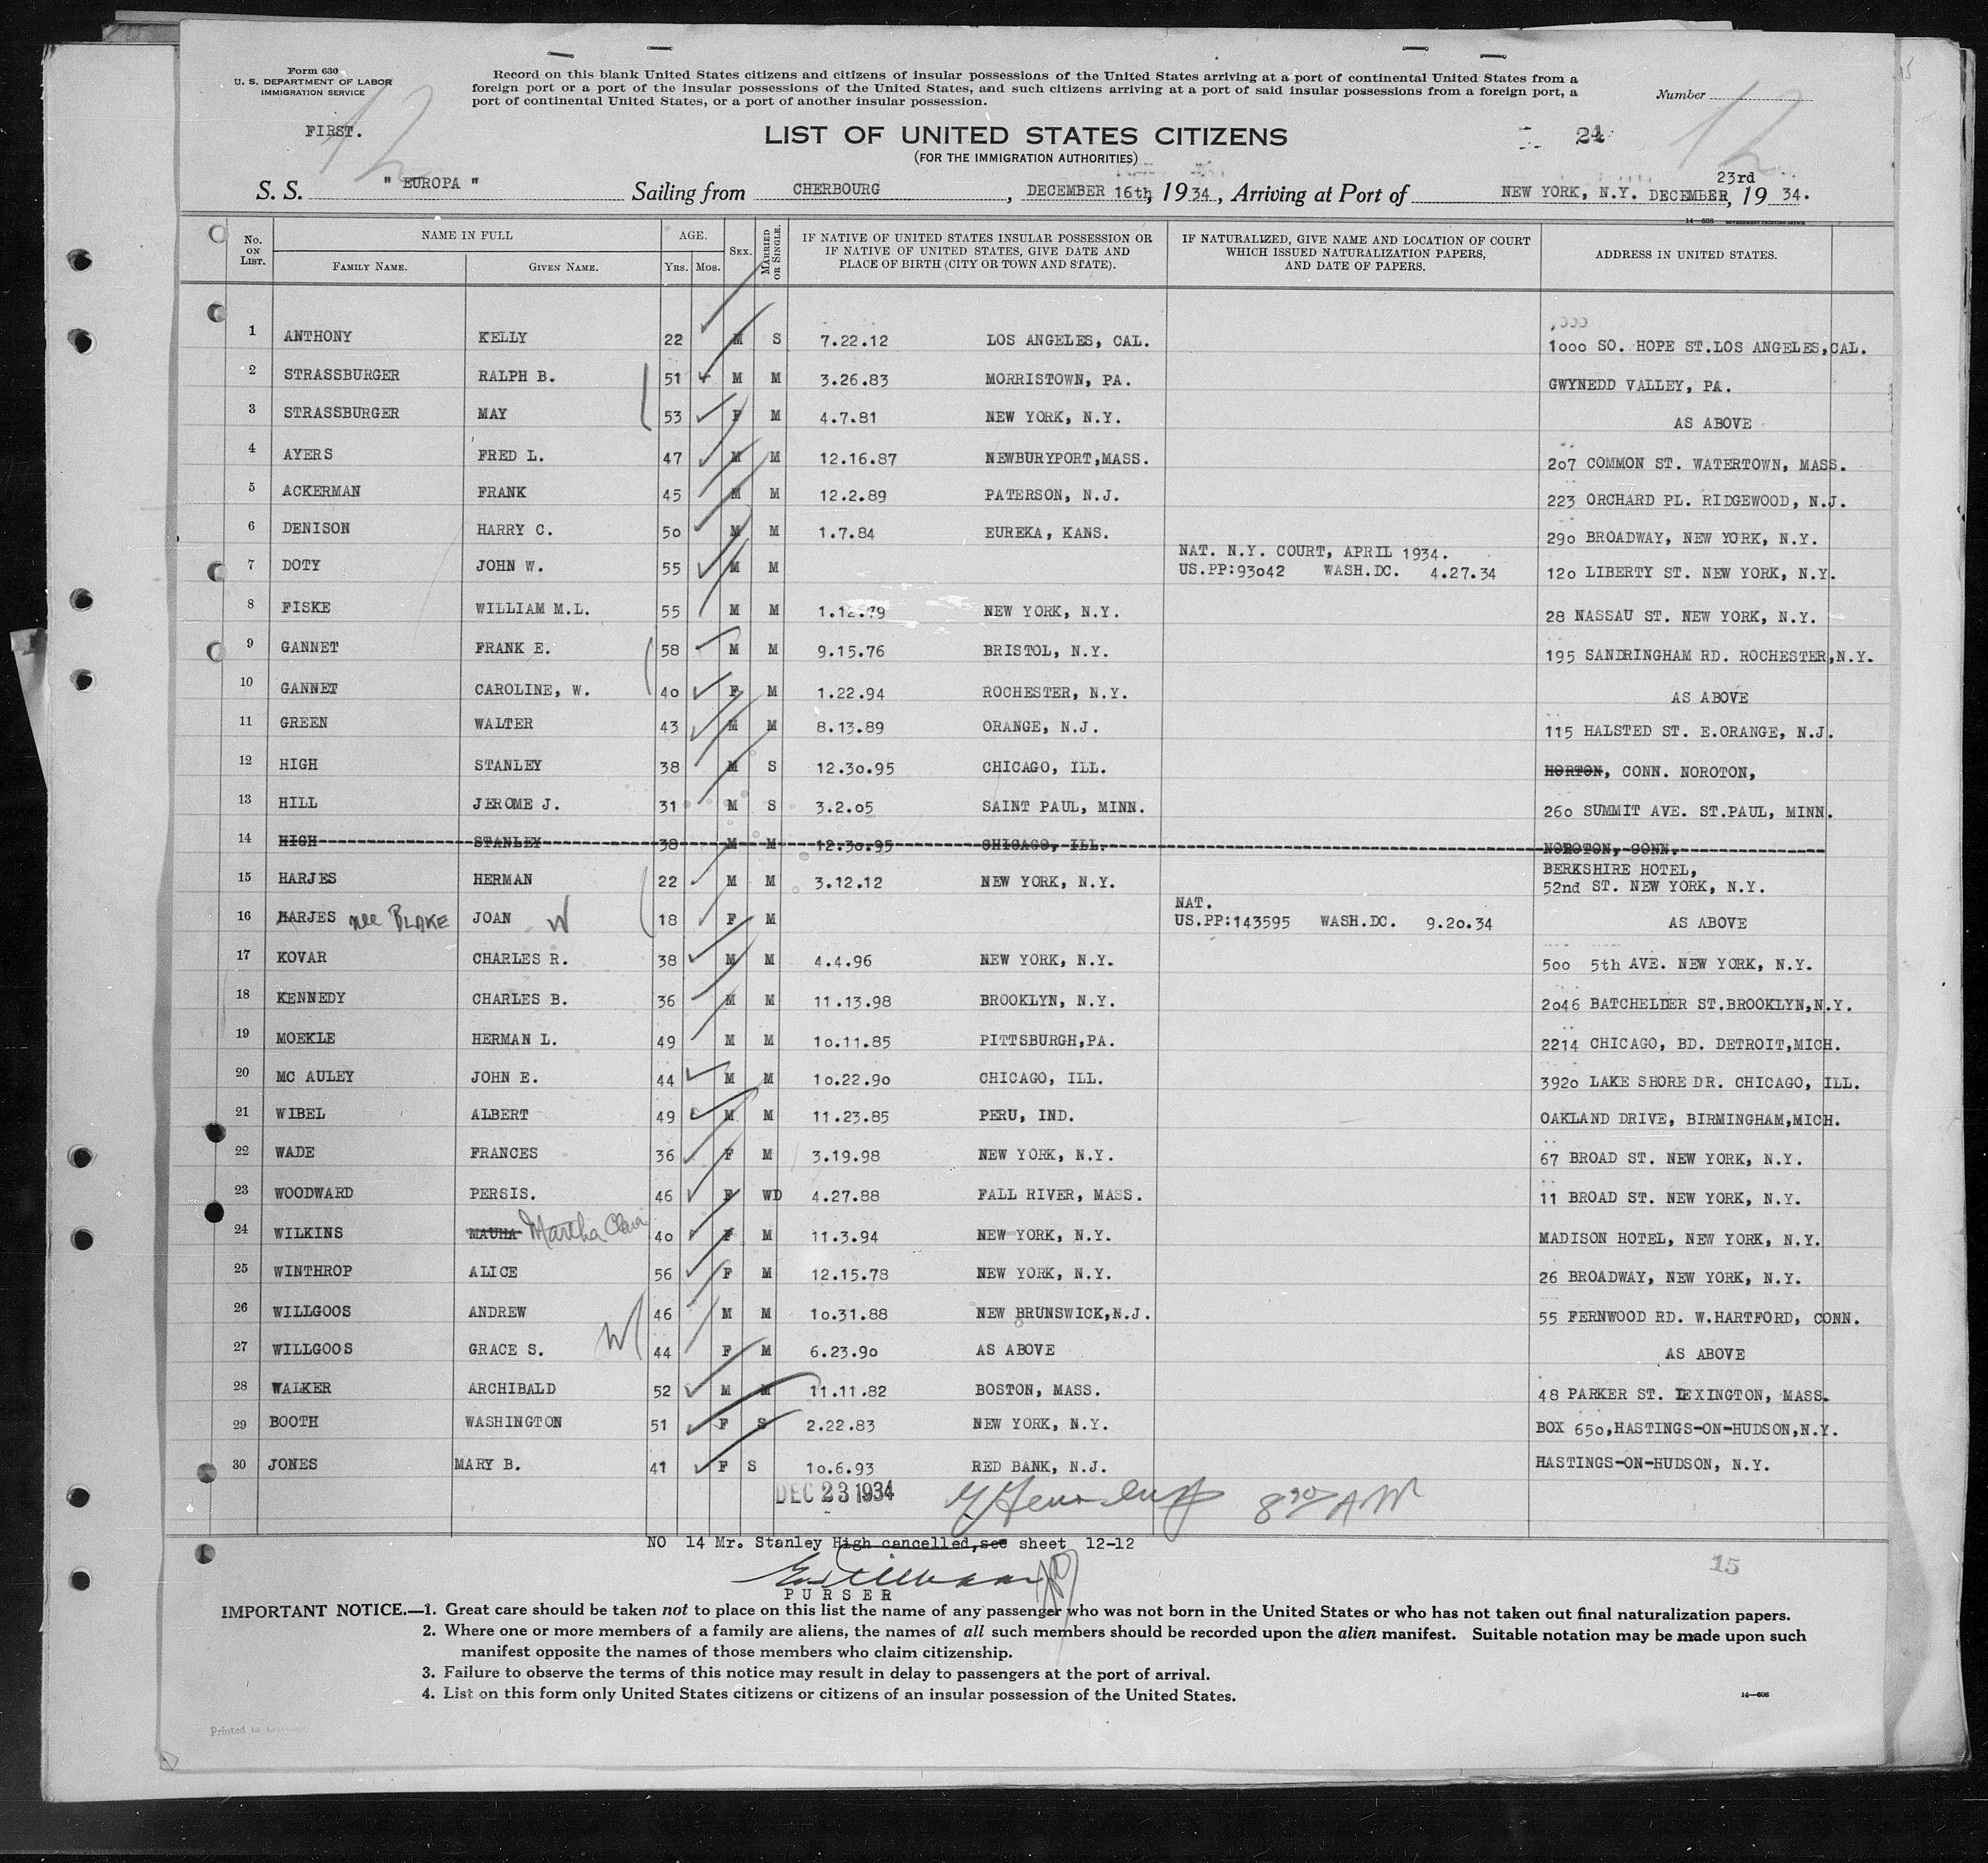 Form 630
U. S. DEPARTMENT OF LABOR
IMMIGRATION SERVICE
Record on this blank United States citizens and citizens of insular possessions of the United States arriving at a port of continental United States from a
foreign port or a port of the insular possessions of the United States, and such citizens arriving at a port of said insular possessions from a foreign port, a
port of continental United States, or a port of another insular possession.
Number
12
12
FIRST.
LIST OF UNITED STATES CITIZENS
(FOR THE IMMIGRATION AUTHORITIES)
S. S. " EUROPA " Sailing from CHERBOURG, DECEMBER 16th, 1934, Arriving at Port of NEW YORK, N.Y. DECEMBER 23rd, 1934.
14—606 GOVERNMENT PRINTING OFFICE
No. ON LIST. NAME IN FULL FAMILY NAME. GIVEN NAME. AGE. Yrs. Mos. SEX. MARRIED OR SINGLE. IF NATIVE OF UNITED STATES INSULAR POSSESSION OR IF NATIVE OF UNITED STATES, GIVE DATE AND PLACE OF BIRTH (CITY OR TOWN AND STATE). IF NATURALIZED, GIVE NAME AND LOCATION OF COURT WHICH ISSUED NATURALIZATION PAPERS, AND DATE OF PAPERS. ADDRESS IN UNITED STATES.
1 ANTHONY KELLY 22 M S 7.22.12 LOS ANGELES, CAL. 1000 SO. HOPE ST.LOS ANGELES,CAL.
2 STRASSBURGER RALPH B. 51 M M 3.26.83 MORRISTOWN, PA. GWYNEDD VALLEY, PA.
3 STRASSBURGER MAY 53 F M 4.7.81 NEW YORK, N.Y. AS ABOVE
4 AYERS FRED L. 47 M M 12.16.87 NEWBURYPORT,MASS. 207 COMMON ST. WATERTOWN, MASS.
5 ACKERMAN FRANK 45 M M 12.2.89 PATERSON, N.J. 223 ORCHARD PL. RIDGEWOOD, N.J.
6 DENISON HARRY C. 50 M M 1.7.84 EUREKA, KANS. 290 BROADWAY, NEW YORK, N.Y.
NAT. N.Y. COURT, APRIL 1934.
7 DOTY JOHN W. 55 M M US.PP:93042 WASH.DC. 4.27.34 120 LIBERTY ST. NEW YORK, N.Y.
8 FISKE WILLIAM M.L. 55 M M 1.12.79 NEW YORK, N.Y. 28 NASSAU ST. NEW YORK, N.Y.
9 GANNET FRANK E. 58 M M 9.15.76 BRISTOL, N.Y. 195 SANDRINGHAM RD. ROCHESTER,N.Y.
10 GANNET CAROLINE, W. 40 F M 1.22.94 ROCHESTER, N.Y. AS ABOVE
11 GREEN WALTER 43 M M 8.13.89 ORANGE, N.J. 115 HALSTED ST. E.ORANGE, N.J.
12 HIGH STANLEY 38 M S 12.30.95 CHICAGO, ILL. HORTON, CONN. NOROTON,
13 HILL JEROME J. 31 M S 3.2.05 SAINT PAUL, MINN. 260 SUMMIT AVE. ST.PAUL, MINN.
14 HIGH STANLEY 38 M M 12.30.95 CHICAGO, ILL. NOROTON, CONN.
BERKSHIRE HOTEL,
15 HARJES HERMAN 22 M M 3.12.12 NEW YORK, N.Y. 52nd ST. NEW YORK, N.Y.
NAT.
16 HARJES nee BLAKE JOAN W 18 F M US.PP:143595 WASH.DC. 9.20.34 AS ABOVE
17 KOVAR CHARLES R. 38 M M 4.4.96 NEW YORK, N.Y. 500 5th AVE. NEW YORK, N.Y.
18 KENNEDY CHARLES B. 36 M M 11.13.98 BROOKLYN, N.Y. 2046 BATCHELDER ST.BROOKLYN,N.Y.
19 MOEKLE HERMAN L. 49 M M 10.11.85 PITTSBURGH,PA. 2214 CHICAGO, BD. DETROIT,MICH.
20 MC AULEY JOHN E. 44 M M 10.22.90 CHICAGO, ILL. 3920 LAKE SHORE DR. CHICAGO, ILL.
21 WIBEL ALBERT 49 M M 11.23.85 PERU, IND. OAKLAND DRIVE, BIRMINGHAM,MICH.
22 WADE FRANCES 36 F M 3.19.98 NEW YORK, N.Y. 67 BROAD ST. NEW YORK, N.Y.
23 WOODWARD PERSIS. 46 F WD 4.27.88 FALL RIVER, MASS. 11 BROAD ST. NEW YORK, N.Y.
24 WILKINS MAUHA Martha Clara 40 F M 11.3.94 NEW YORK, N.Y. MADISON HOTEL, NEW YORK, N.Y.
25 WINTHROP ALICE 56 F M 12.15.78 NEW YORK, N.Y. 26 BROADWAY, NEW YORK, N.Y.
26 WILLGOOS ANDREW 46 M M 10.31.88 NEW BRUNSWICK,N.J. 55 FERNWOOD RD. W.HARTFORD, CONN.
27 WILLGOOS GRACE S. W 44 F M 6.23.90 AS ABOVE AS ABOVE
28 WALKER ARCHIBALD 52 M M 11.11.82 BOSTON, MASS. 48 PARKER ST. LEXINGTON, MASS.
29 BOOTH WASHINGTON 51 F S 2.22.83 NEW YORK, N.Y. BOX 650,HASTINGS-ON-HUDSON,N.Y.
30 JONES MARY B. 41 F S 10.6.93 RED BANK, N.J. HASTINGS-ON-HUDSON, N.Y.
DEC 23 1934 8 30 AM
NO 14 Mr. Stanley High cancelled,see sheet 12-12
15
PURSER
IMPORTANT NOTICE.—1. Great care should be taken not to place on this list the name of any passenger who was not born in the United States or who has not taken out final naturalization papers.
2. Where one or more members of a family are aliens, the names of all such members should be recorded upon the alien manifest. Suitable notation may be made upon such
manifest opposite the names of those members who claim citizenship.
3. Failure to observe the terms of this notice may result in delay to passengers at the port of arrival.
4. List on this form only United States citizens or citizens of an insular possession of the United States.
14—606
Printed in